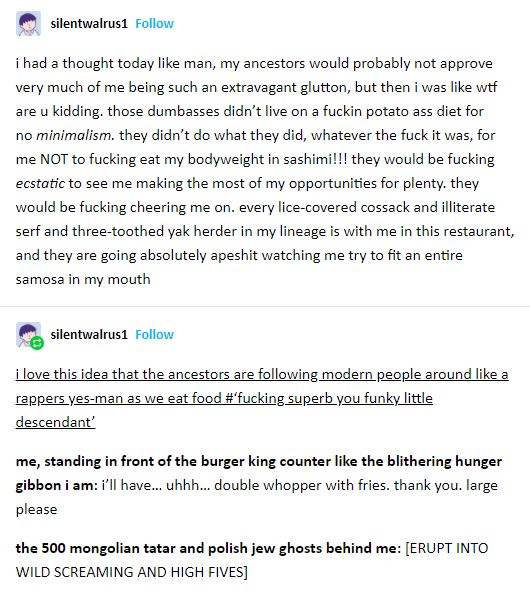 silentwalrus1 Follow
i had a thought today like man, my ancestors would probably not approve
very much of me being such an extravagant glutton, but then i was like wtf
are u kidding. those dumbasses didn’t live on a fuckin potato ass diet for
no minimalism. they didn’t do what they did, whatever the fuck it was, for
me NOT to fucking eat my bodyweight in sashimi!!! they would be fucking
ecstatic to see me making the most of my opportunities for plenty. they
would be fucking cheering me on. every lice-covered cossack and illiterate
serf and three-toothed yak herder in my lineage is with me in this restaurant,
and they are going absolutely apeshit watching me try to fit an entire
samosa in my mouth
silentwalrus1 Follow
i love this idea that the ancestors are following modern people around like a
rappers yes-man as we eat food #‘fucking superb you funky little
descendant’
me, standing in front of the burger king counter like the blithering hunger
gibbon i am: i’ll have… uhhh… double whopper with fries. thank you. large
please
the 500 mongolian tatar and polish jew ghosts behind me: [ERUPT INTO
WILD SCREAMING AND HIGH FIVES]